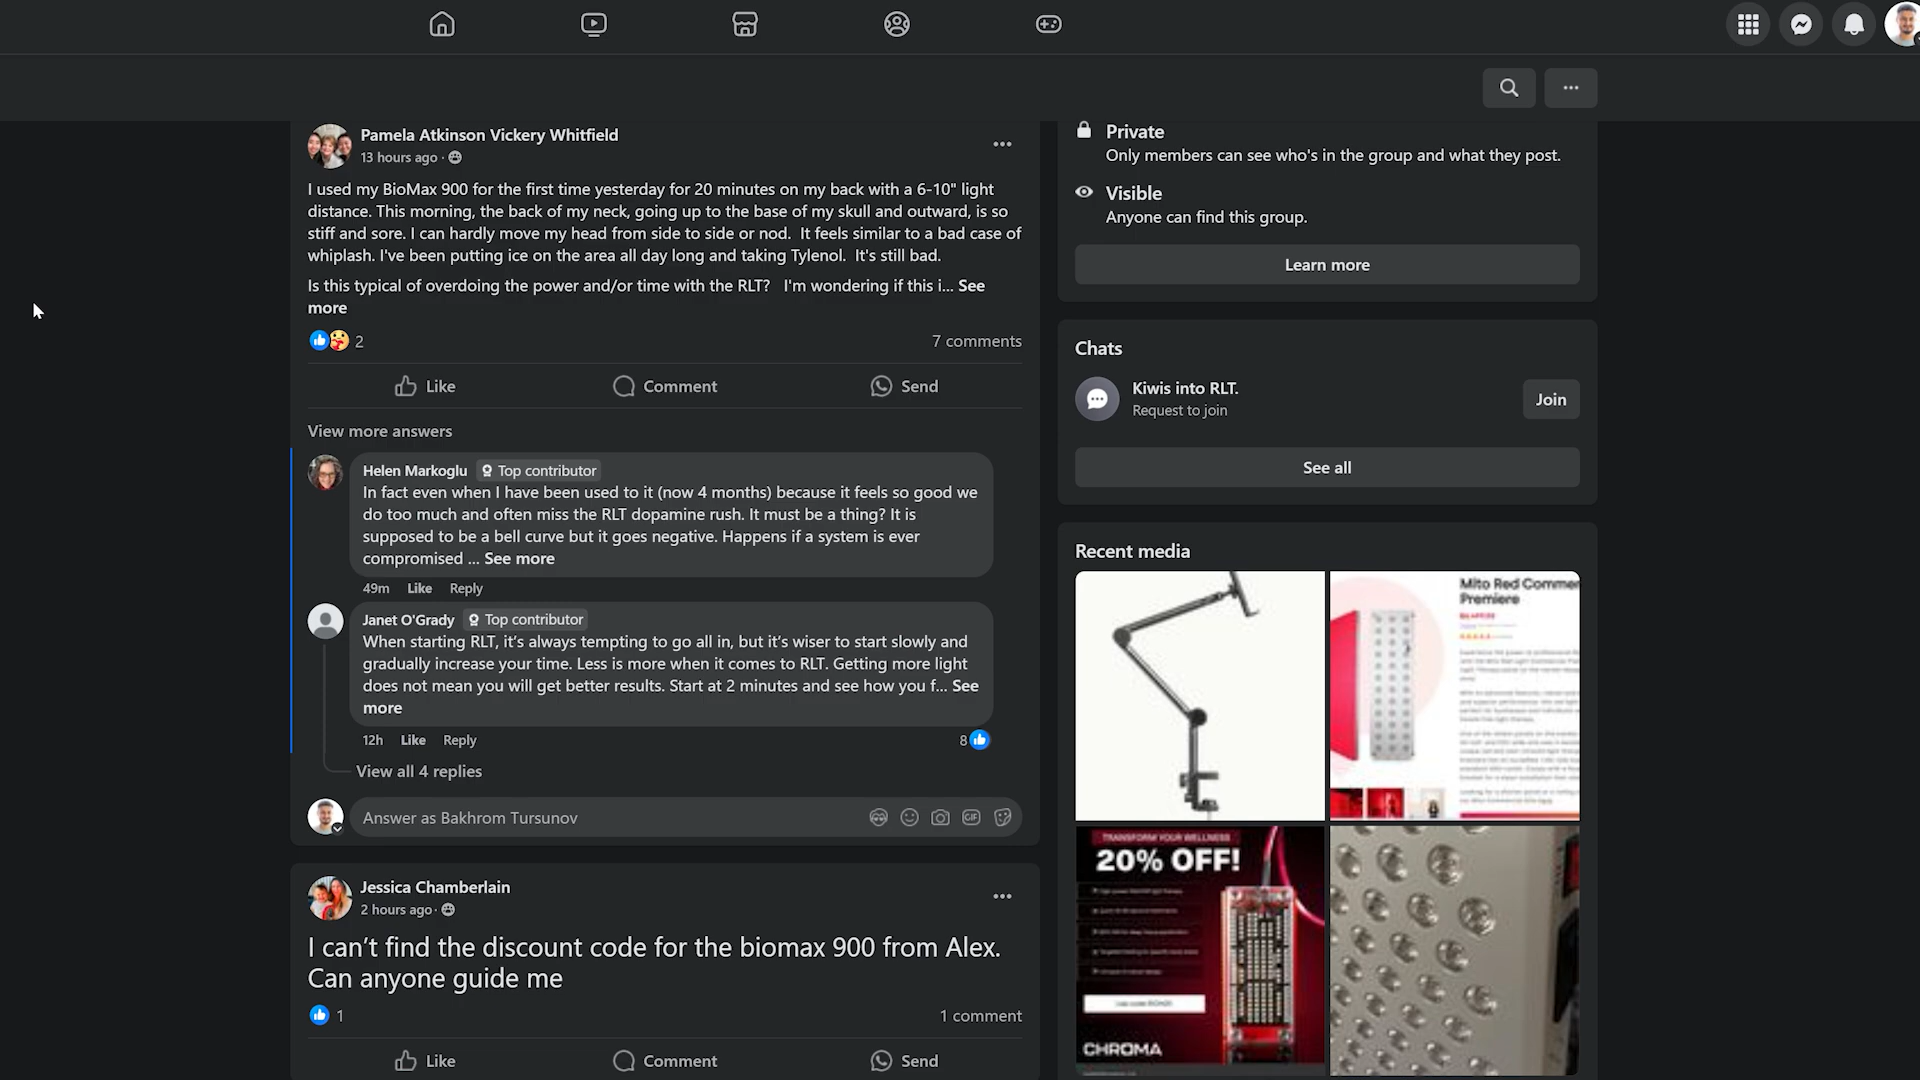 Pamela Atkinson Vickery Whitfield
13 hours ago ·
I used my BioMax 900 for the first time yesterday for 20 minutes on my back with a 6-10" light
distance. This morning, the back of my neck, going up to the base of my skull and outward, is so
stiff and sore. I can hardly move my head from side to side or nod. It feels similar to a bad case of
whiplash. I've been putting ice on the area all day long and taking Tylenol. It's still bad.
Is this typical of overdoing the power and/or time with the RLT? I'm wondering if this i... See
more
2
7 comments
Like
Comment
Send
View more answers
Helen Markoglu Top contributor
In fact even when I have been used to it (now 4 months) because it feels so good we
do too much and often miss the RLT dopamine rush. It must be a thing? It is
supposed to be a bell curve but it goes negative. Happens if a system is ever
compromised ... See more
49m Like Reply
Janet O'Grady Top contributor
When starting RLT, it's always tempting to go all in, but it's wiser to start slowly and
gradually increase your time. Less is more when it comes to RLT. Getting more light
does not mean you will get better results. Start at 2 minutes and see how you f... See
more
12h Like Reply
8
View all 4 replies
Answer as Bakhrom Tursunov
GIF
Jessica Chamberlain
2 hours ago ·
I can't find the discount code for the biomax 900 from Alex.
Can anyone guide me
1
1 comment
Like
Comment
Send
Private
Only members can see who's in the group and what they post.
Visible
Anyone can find this group.
Learn more
Chats
Kiwis into RLT.
Request to join
Join
See all
Recent media
Mito Red Commer
Premiere
TRANSFORM YOUR WELLNESS
20% OFF!
CHROMA